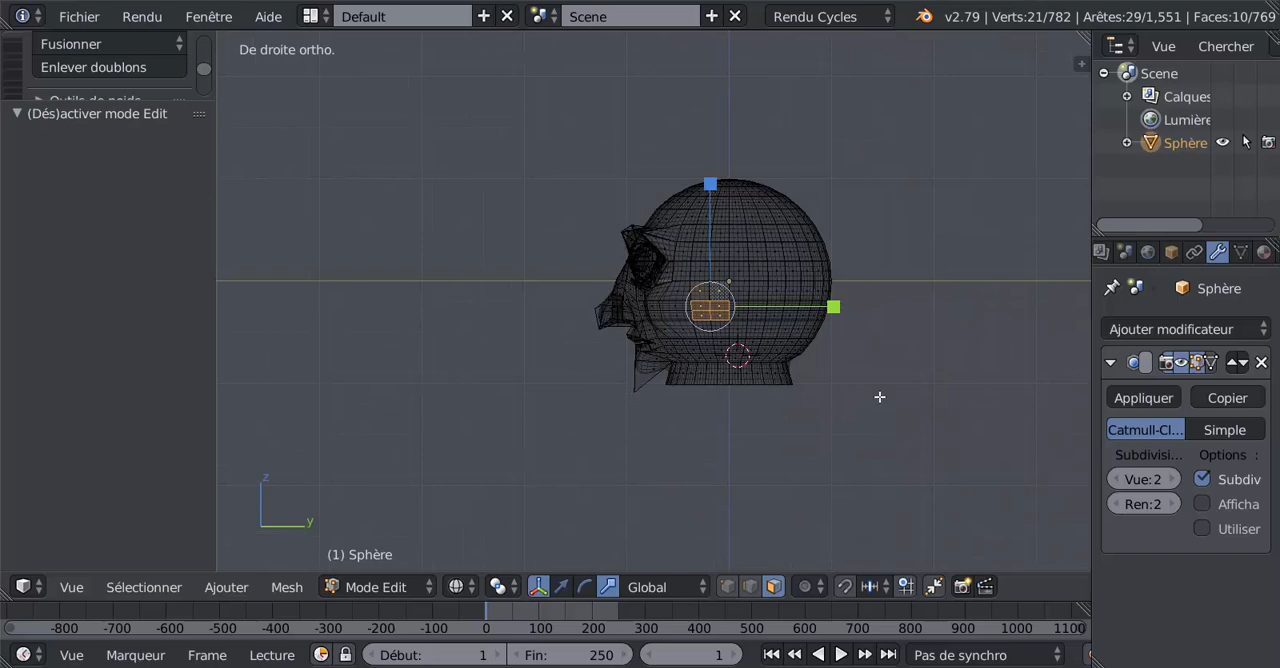 Fichier Rendu Fenêtre Aide Default Scene Rendu Cycles v2.79 | Verts:21/782 | Arêtes:29/1,551 | Faces:10/769
Fusionner
Enlever doublons
Outils de poids
(Dés)activer mode Edit
De droite ortho.
z
y
(1) Sphère
Vue Chercher
Scene
Calques
Lumière
Sphère
Sphère
Ajouter modificateur
Appliquer Copier
Catmull-Cl... Simple
Subdivisi... Options :
Vue:2 Subdiv
Ren:2 Afficha
Utiliser
Vue Sélectionner Ajouter Mesh Mode Edit Global
-800 -700 -600 -500 -400 -300 -200 -100 0 100 200 300 400 500 600 700 800 900 1000 1100
Vue Marqueur Frame Lecture Début: 1 Fin: 250 1 Pas de synchro